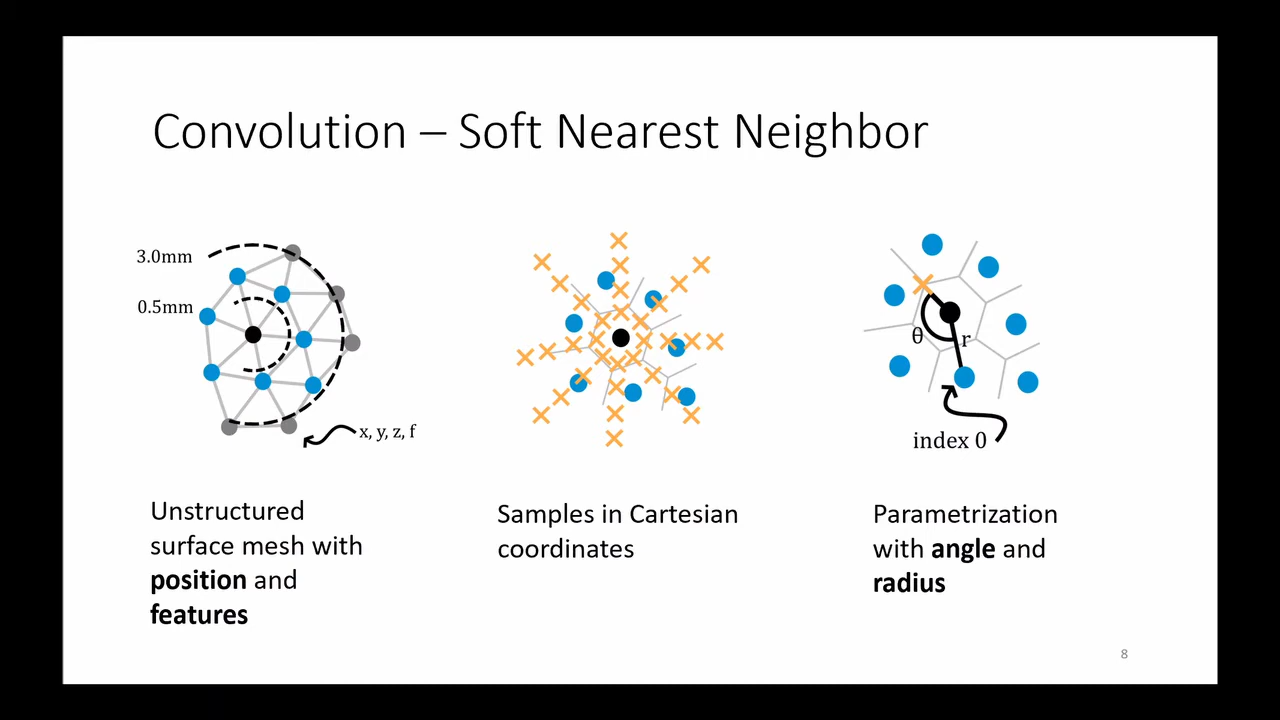 Convolution – Soft Nearest Neighbor
3.0mm
0.5mm
x, y, z, f
θ
r
index 0
Unstructured
surface mesh with
position and
features
Samples in Cartesian
coordinates
Parametrization
with angle and
radius
8